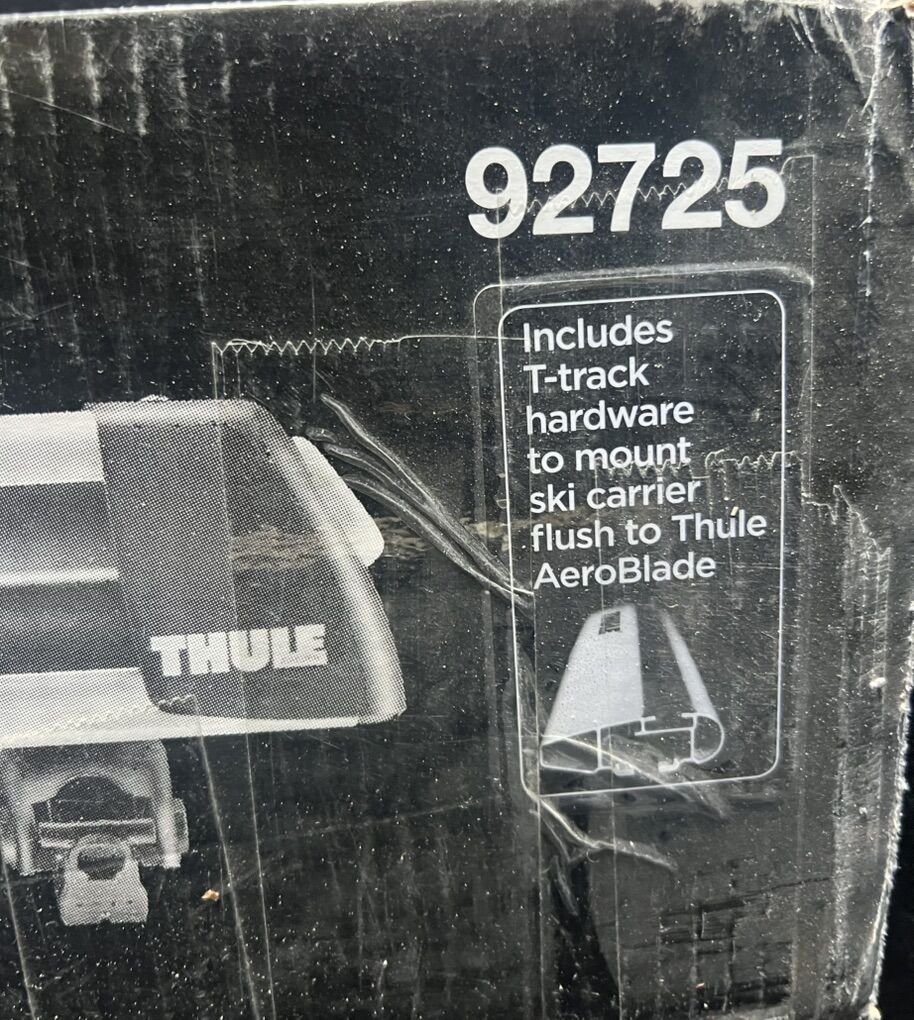 92725
Includes
T-track
hardware
to mount
ski carrier
flush to Thule
AeroBlade
THULE